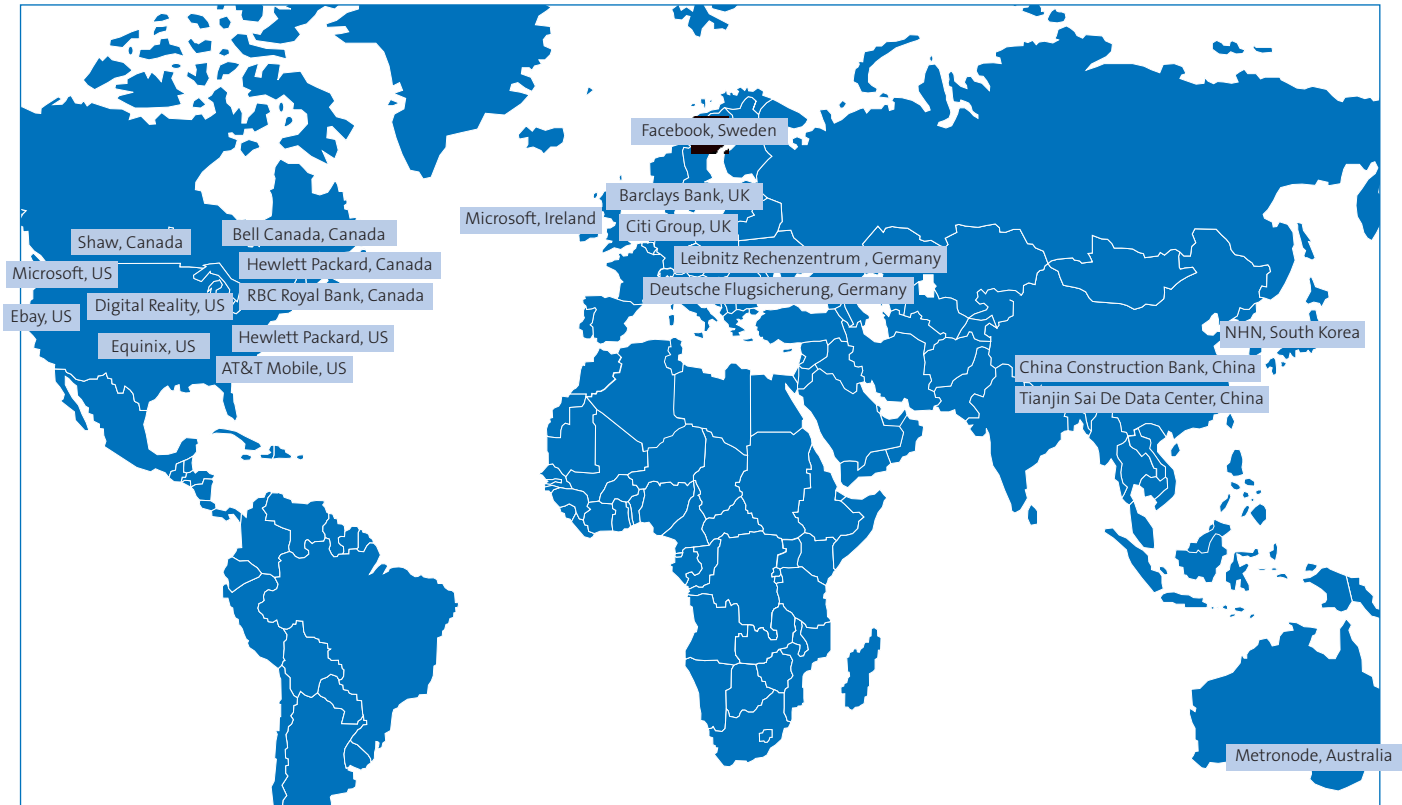 Facebook, Sweden
Barclays Bank, UK
Microsoft, Ireland
Citi Group, UK
Bell Canada, Canada
Shaw, Canada
Leibnitz Rechenzentrum , Germany
Hewlett Packard, Canada
Microsoft, US
Deutsche Flugsicherung, Germany
RBC Royal Bank, Canada
Digital Reality, US
Ebay, US
NHN, South Korea
Hewlett Packard, US
Equinix, US
China Construction Bank, China
AT&T Mobile, US
Tianjin Sai De Data Center, China
Metronode, Australia